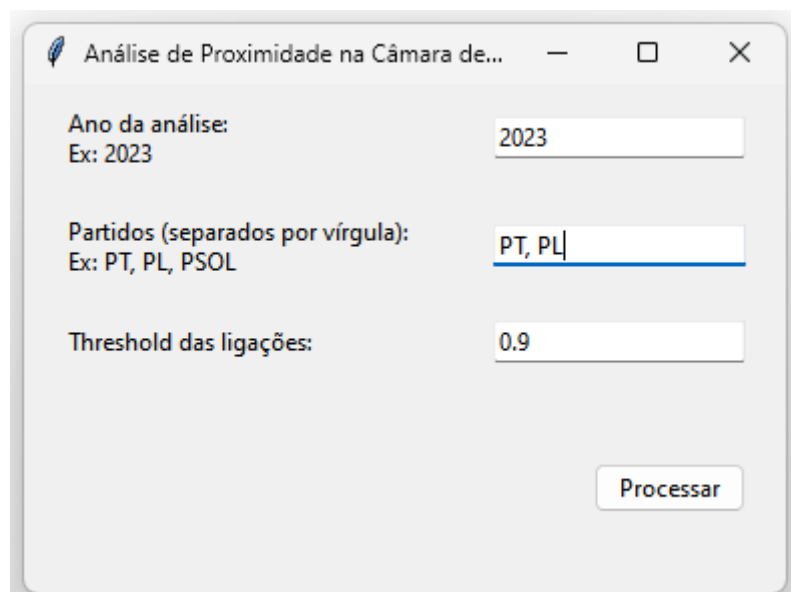 Análise de Proximidade na Câmara de...
Ano da análise:
Ex: 2023
2023
Partidos (separados por vírgula):
Ex: PT, PL, PSOL
PT, PL
Threshold das ligações:
0.9
Processar